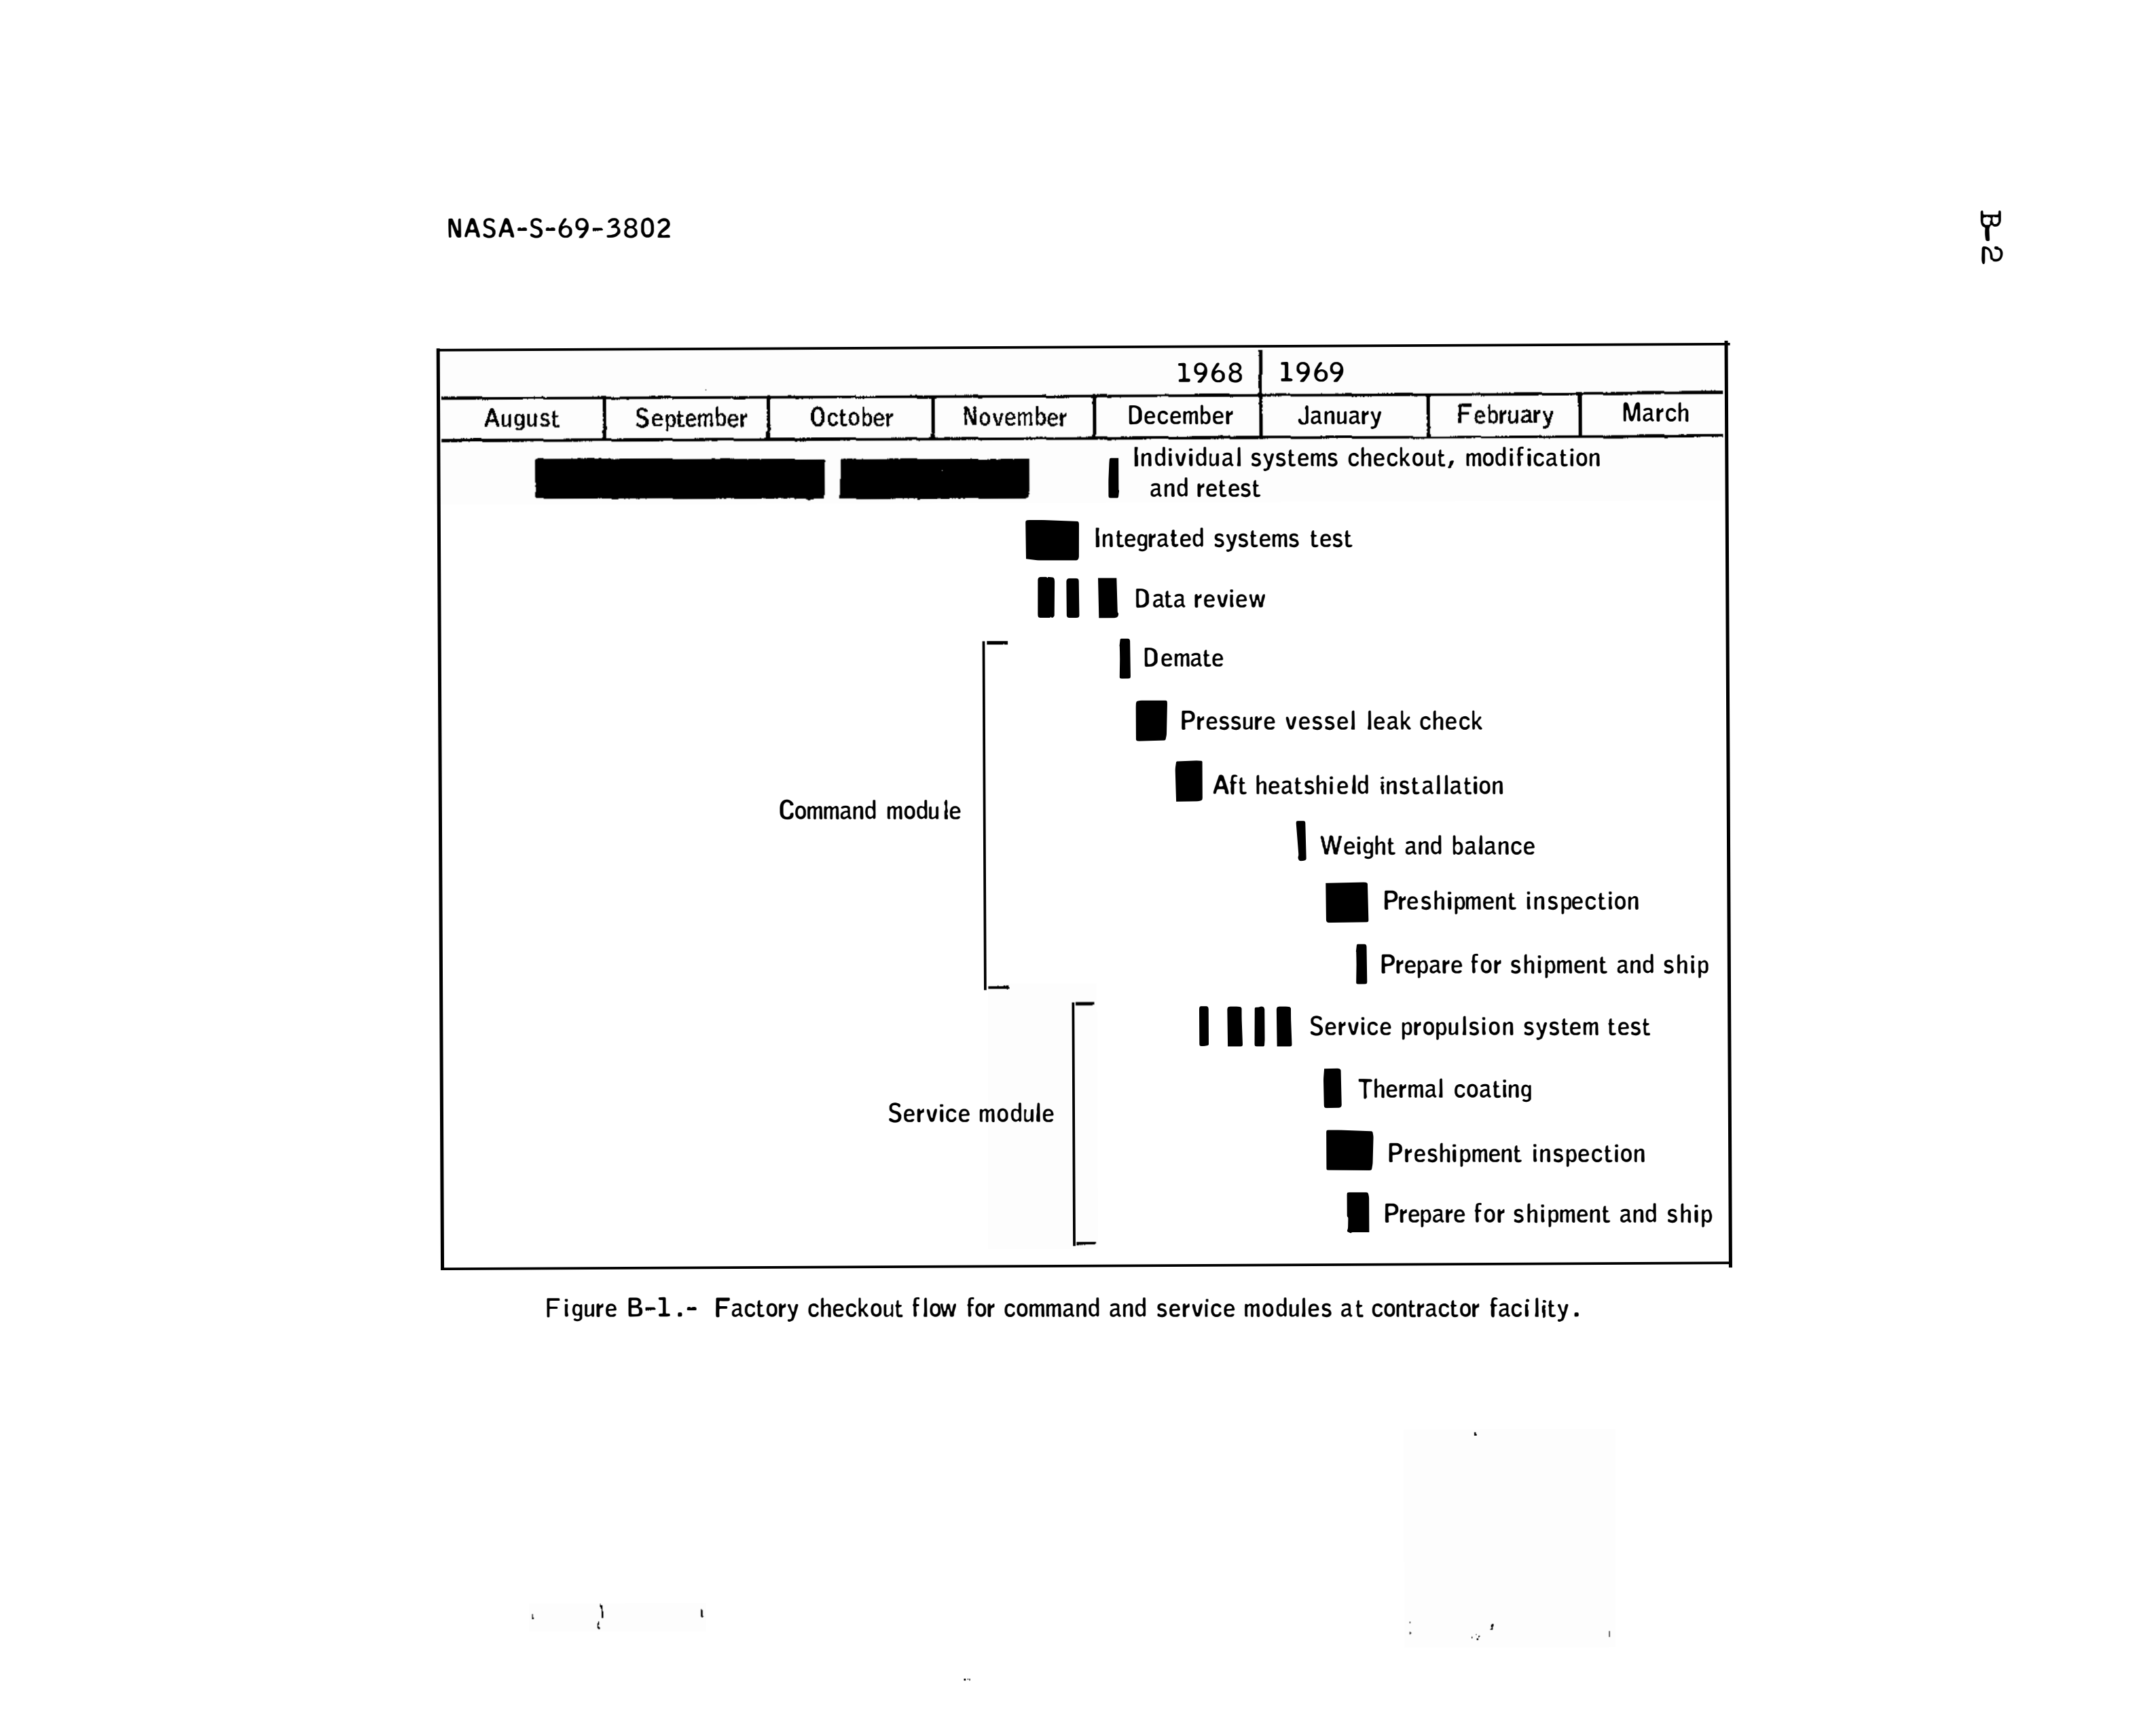 NASA-S-69-3802
B-2
1968 1969
August September October November December January February March
Individual systems checkout, modification
and retest
Integrated systems test
Data review
Demate
Pressure vessel leak check
Aft heatshield installation
Command module
Weight and balance
Preshipment inspection
Prepare for shipment and ship
Service propulsion system test
Thermal coating
Service module
Preshipment inspection
Prepare for shipment and ship
Figure B-1.- Factory checkout flow for command and service modules at contractor facility.